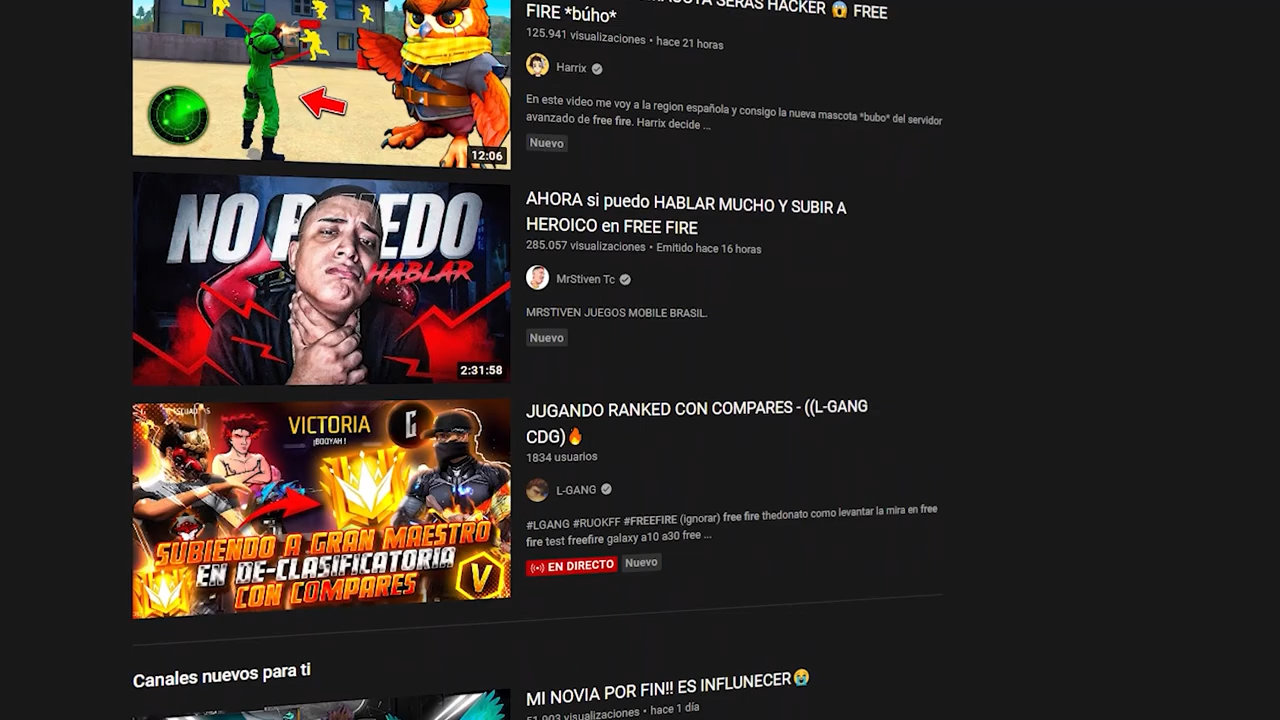 SERÁS HACKER 😱 FREE
FIRE *búho*
125.941 visualizaciones • hace 21 horas
Harrix
En este video me voy a la region española y consigo la nueva mascota *bubo* del servidor
avanzado de free fire. Harrix decide ...
Nuevo
12:06
NO PUEDO
HABLAR
2:31:58
AHORA si puedo HABLAR MUCHO Y SUBIR A
HEROICO en FREE FIRE
285.057 visualizaciones • Emitido hace 16 horas
MrStiven Tc
MRSTIVEN JUEGOS MOBILE BRASIL.
Nuevo
VICTORIA
¡BOOYAH!
SUBIENDO A GRAN MAESTRO
EN DE-CLASIFICATORIA
CON COMPARES
V
JUGANDO RANKED CON COMPARES - ((L-GANG
CDG)🔥
1834 usuarios
L-GANG
#LGANG #RUOKFF #FREEFIRE (ignorar) free fire thedonato como levantar la mira en free
fire test freefire galaxy a10 a30 free ...
EN DIRECTO
Nuevo
Canales nuevos para ti
MI NOVIA POR FIN!! ES INFLUNECER😭
51.903 visualizaciones • hace 1 día